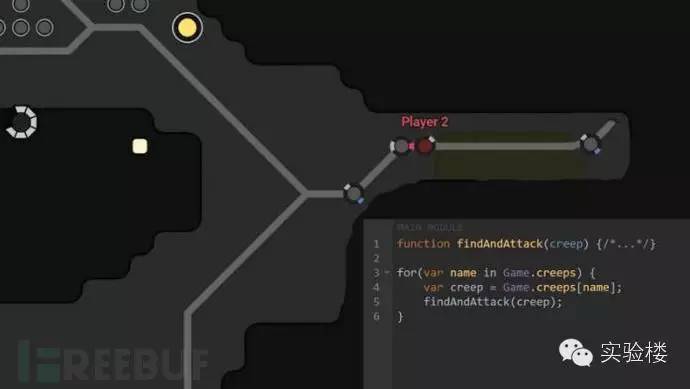 Player 2
MAIN MODULE
1 function findAndAttack(creep) {/*...*/}
2
3 for(var name in Game.creeps) {
4 var creep = Game.creeps[name];
5 findAndAttack(creep);
6 }
REEBUF
实验楼